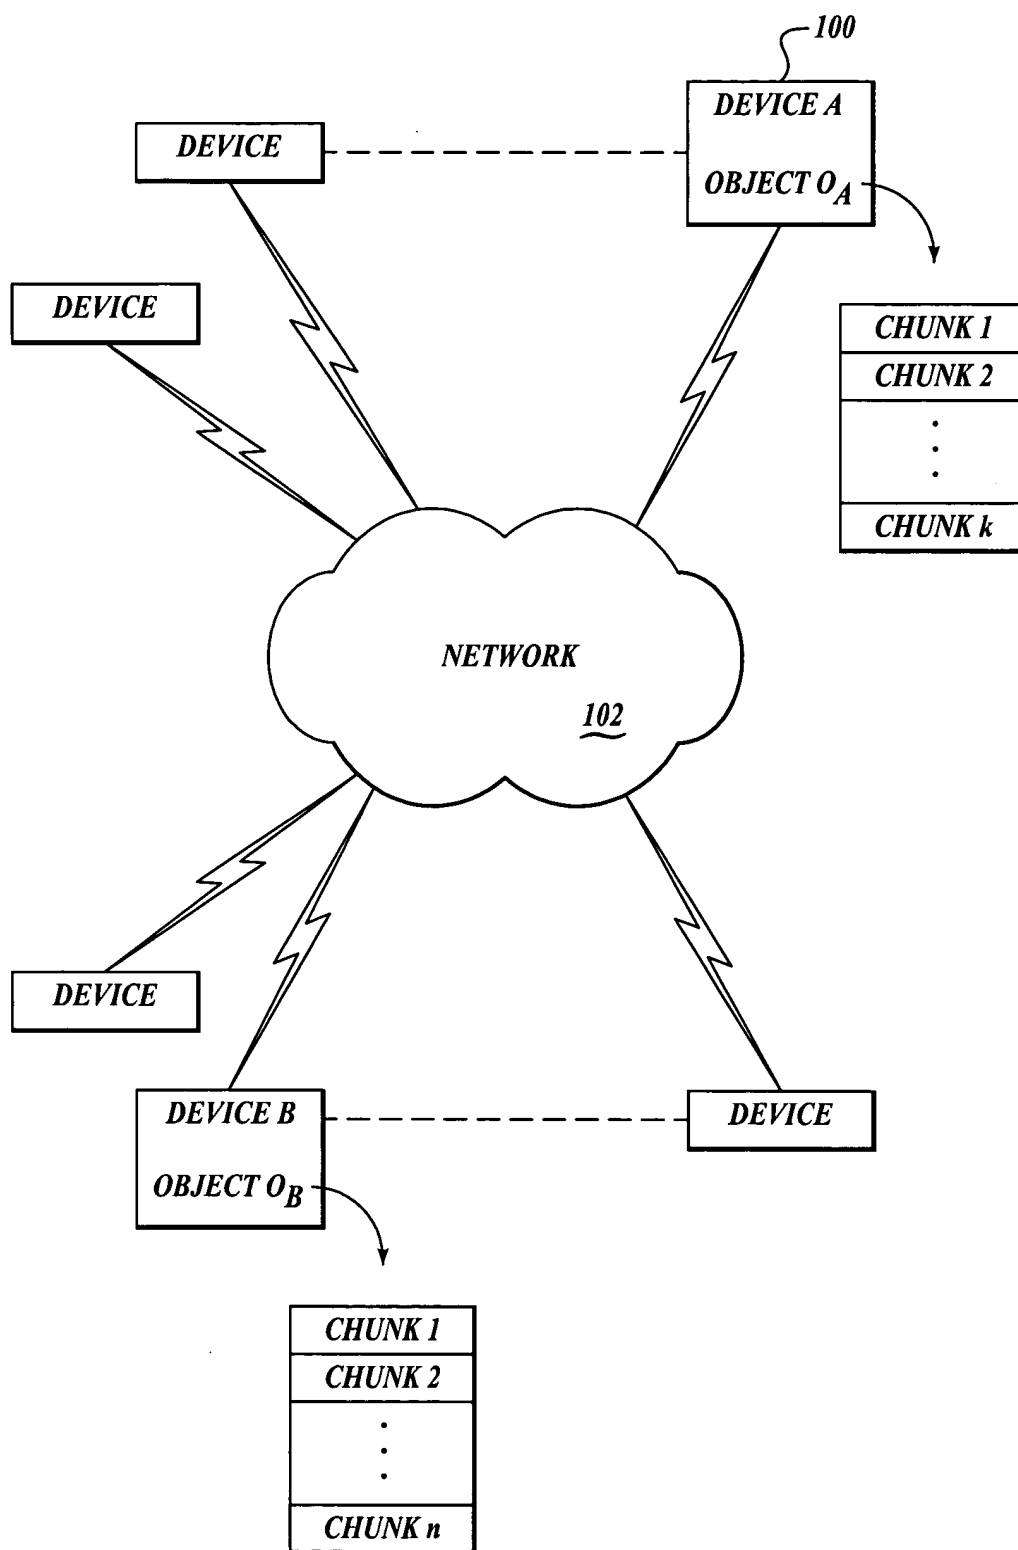 100
DEVICE A
DEVICE
OBJECT O_A
DEVICE
CHUNK 1
CHUNK 2
CHUNK k
NETWORK
102
DEVICE
DEVICE B
DEVICE
OBJECT O_B
CHUNK 1
CHUNK 2
CHUNK n